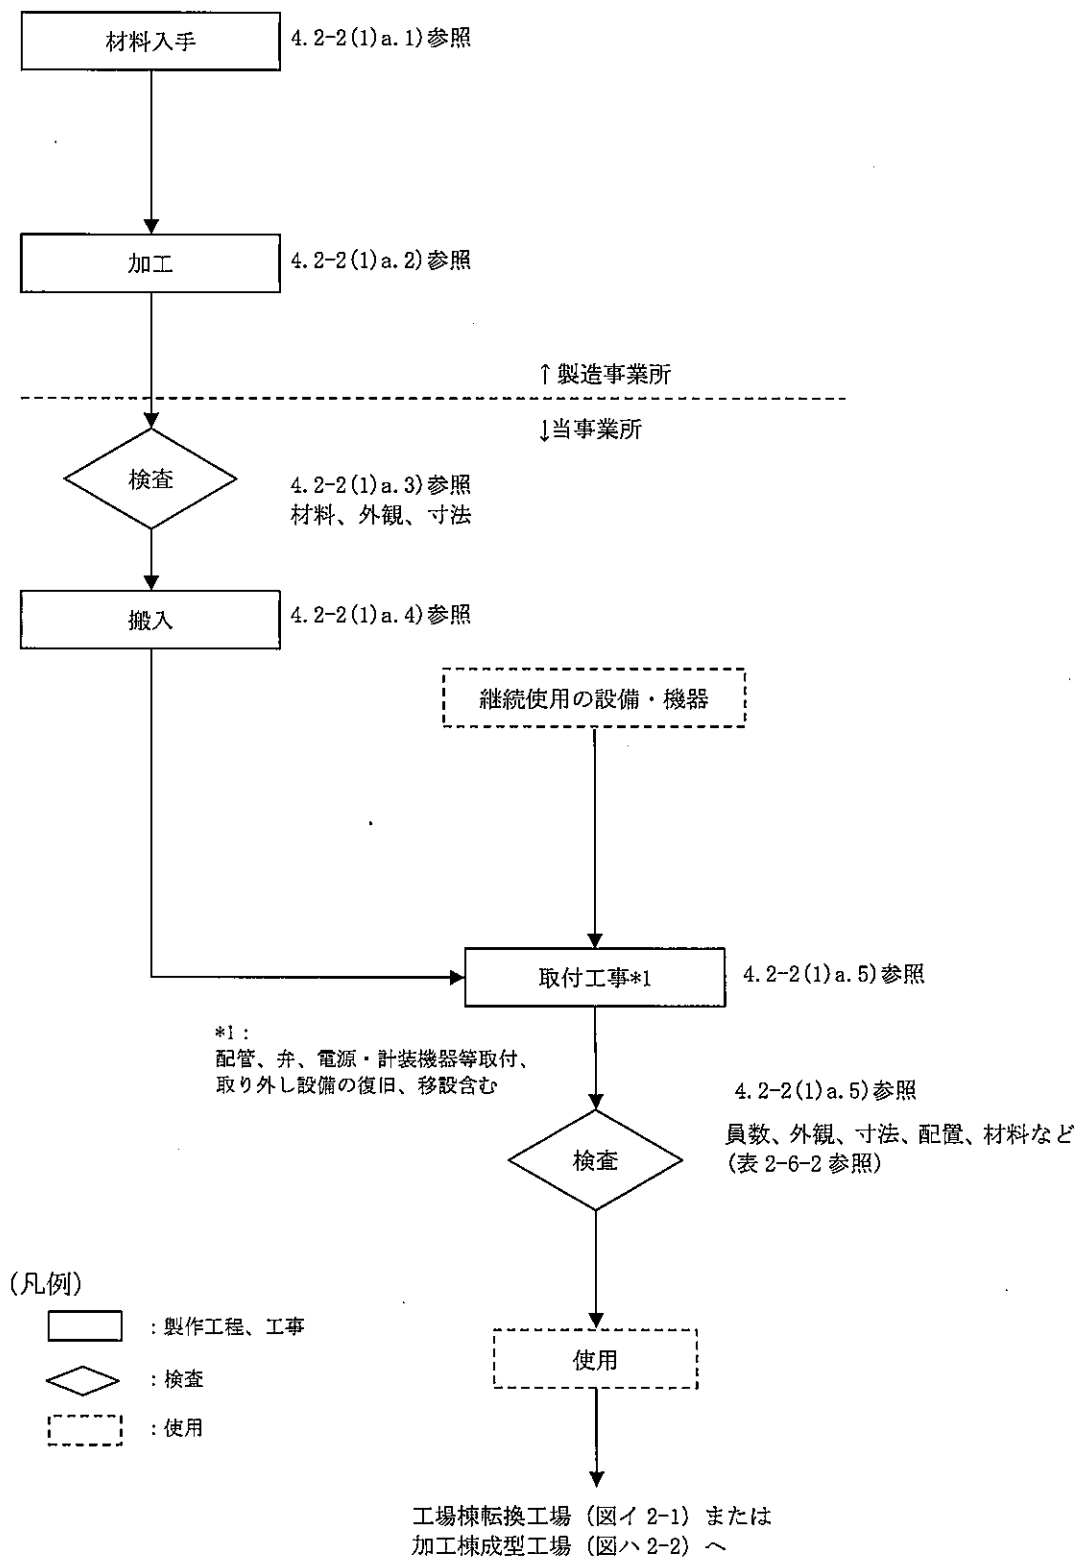 材料入手
4.2-2(1)a.1)参照
加工
4.2-2(1)a.2)参照
↑製造事業所
↓当事業所
検査
4.2-2(1)a.3)参照
材料、外観、寸法
搬入
4.2-2(1)a.4)参照
継続使用の設備・機器
取付工事*1
4.2-2(1)a.5)参照
*1:
配管、弁、電源・計装機器等取付、
取り外し設備の復旧、移設含む
4.2-2(1)a.5)参照
検査
員数、外観、寸法、配置、材料など
(表 2-6-2 参照)
(凡例)
:製作工程、工事
:検査
:使用
使用
工場棟転換工場(図イ 2-1)または
加工棟成型工場(図ハ 2-2)へ